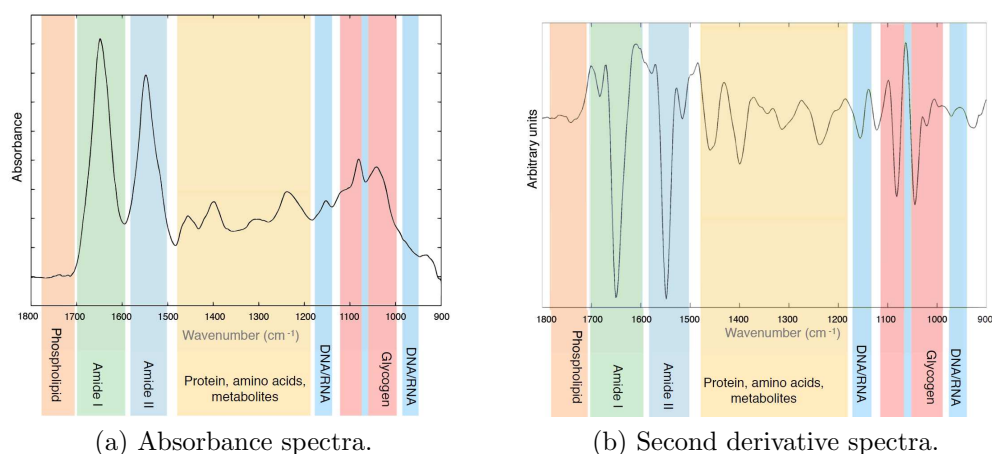 Absorbance
1800 1700 1600 1500 1400 1300 1200 1100 1000 900
Wavenumber (cm⁻¹)
Phospholipid
Amide I
Amide II
Protein, amino acids,
metabolites
DNA/RNA
Glycogen
DNA/RNA
(a) Absorbance spectra.
Arbitrary units
1800 1700 1600 1500 1400 1300 1200 1100 1000 900
Wavenumber (cm⁻¹)
Phospholipid
Amide I
Amide II
Protein, amino acids,
metabolites
DNA/RNA
Glycogen
DNA/RNA
(b) Second derivative spectra.